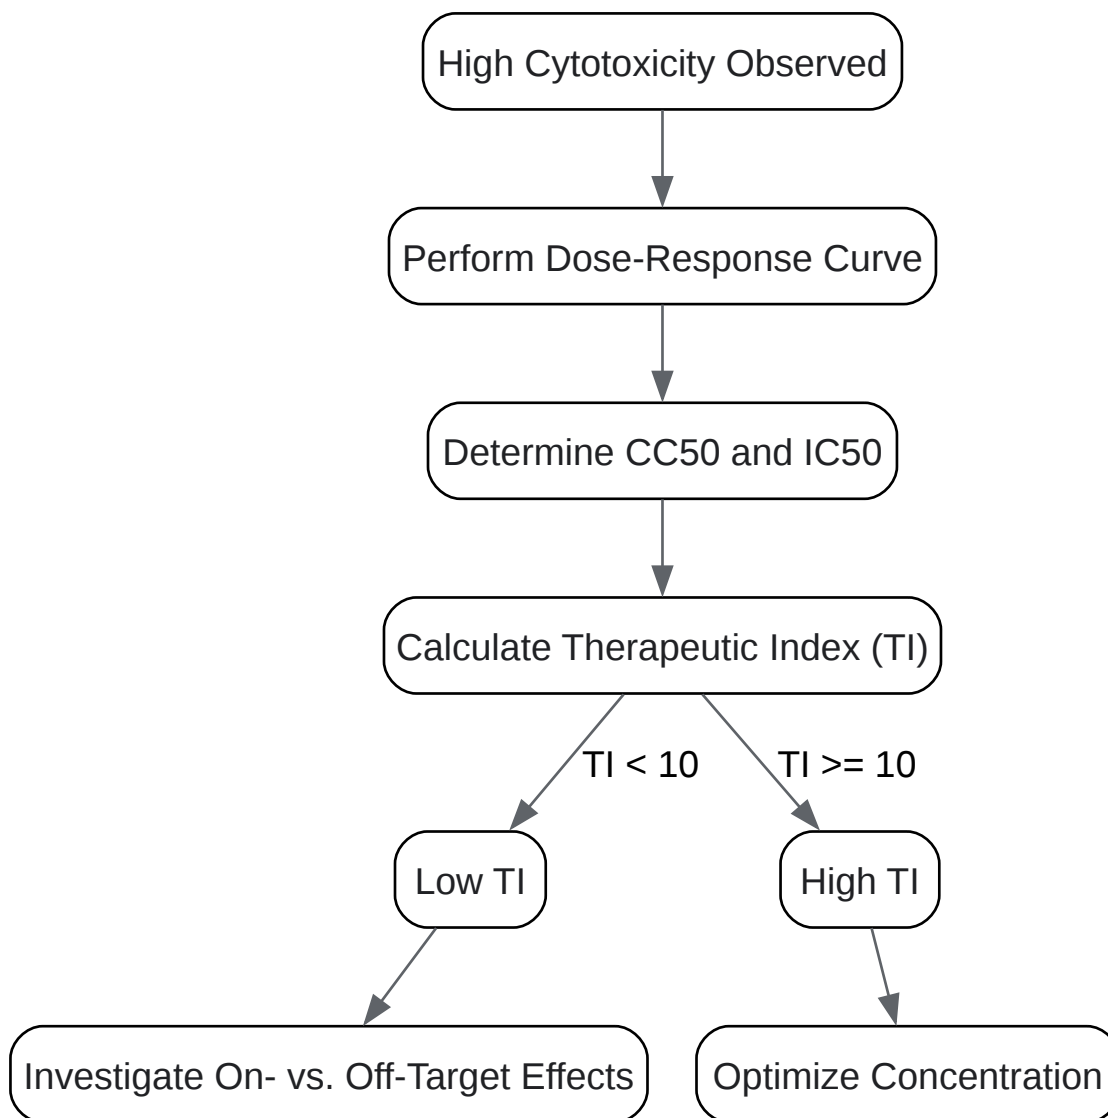 High Cytotoxicity Observed
Perform Dose-Response Curve
Determine CC50 and IC50
Calculate Therapeutic Index (TI)
TI < 10
TI >= 10
Low TI
High TI
Investigate On- vs. Off-Target Effects
Optimize Concentration